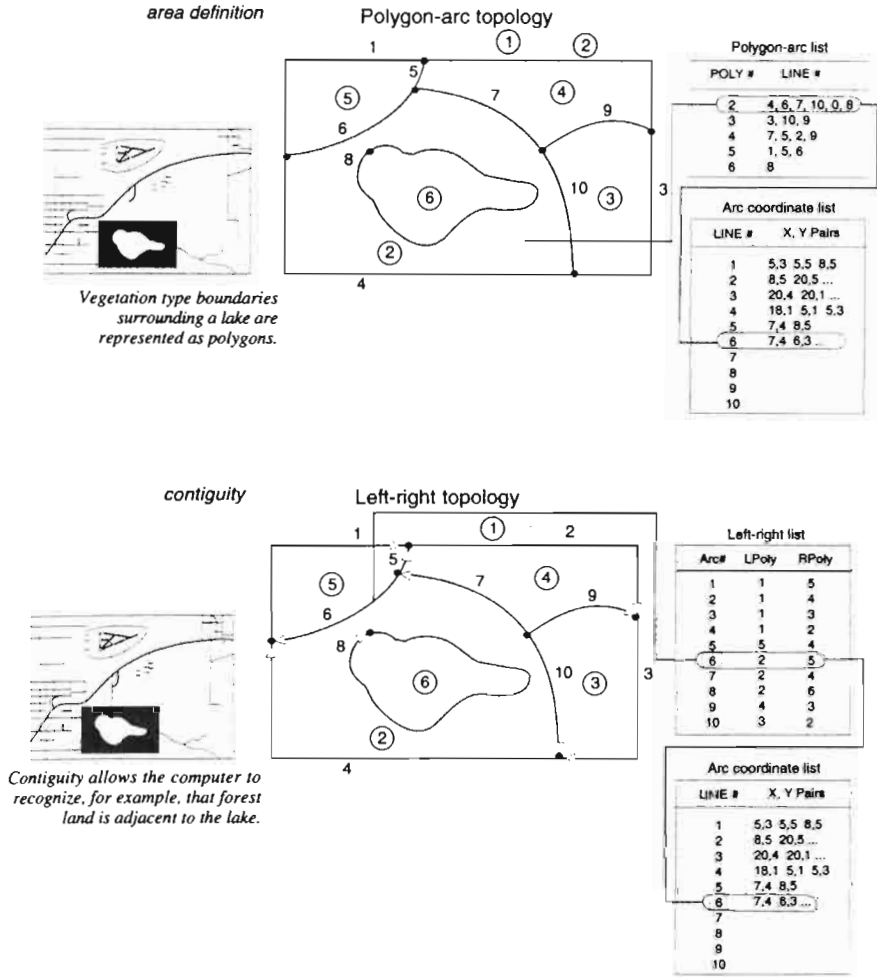 area definition
Polygon-arc topology
1
①
②
5
⑤
④
7
9
6
8
10
3
⑥
③
②
4
Vegetation type boundaries
surrounding a lake are
represented as polygons.
Polygon-arc list
POLY # LINE #
2 4, 6, 7, 10, 0, 8
3 3, 10, 9
4 7, 5, 2, 9
5 1, 5, 6
6 8
Arc coordinate list
LINE # X, Y Pairs
1 5,3 5,5 8,5
2 8,5 20,5 ...
3 20,4 20,1 ...
4 18,1 5,1 5,3
5 7,4 8,5
6 7,4 6,3 ...
7
8
9
10
contiguity
Left-right topology
1
①
2
5
⑤
④
7
9
6
8
10
3
⑥
③
②
4
Contiguity allows the computer to
recognize, for example, that forest
land is adjacent to the lake.
Left-right list
Arc# LPoly RPoly
1 1 5
2 1 4
3 1 3
4 1 2
5 5 4
6 2 5
7 2 4
8 2 6
9 4 3
10 3 2
Arc coordinate list
LINE # X, Y Pairs
1 5,3 5,5 8,5
2 8,5 20,5 ...
3 20,4 20,1 ...
4 18,1 5,1 5,3
5 7,4 8,5
6 7,4 6,3 ...
7
8
9
10